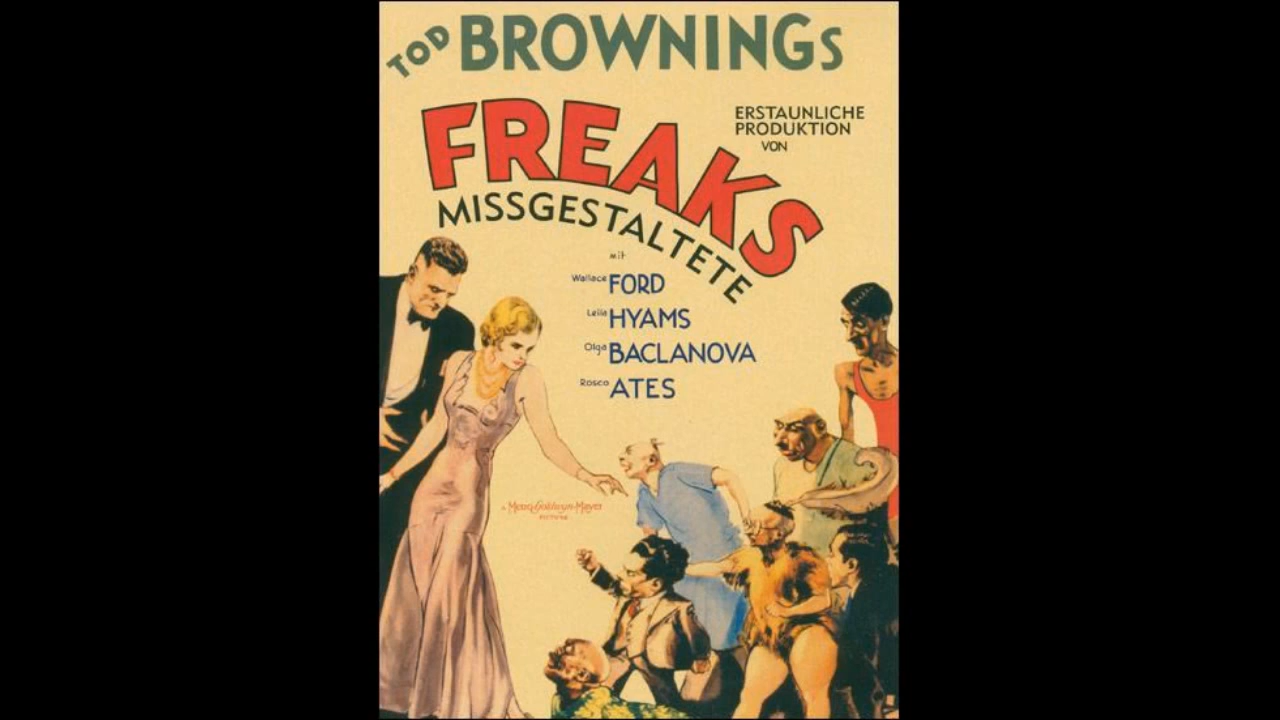 TOD BROWNINGS
FREAKS
ERSTAUNLICHE
PRODUKTION
VON
MISSGESTALTETE
mit
Wallace FORD
Leila HYAMS
Olga BACLANOVA
Rosco ATES
A Metro-Goldwyn-Mayer
PICTURE